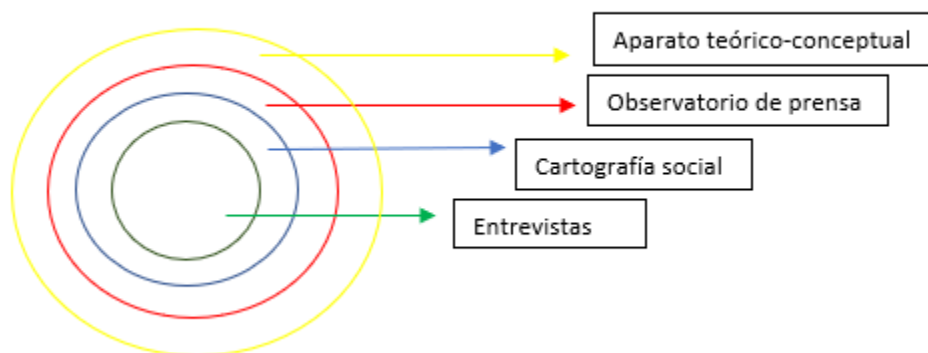 Aparato teórico-conceptual
Observatorio de prensa
Cartografía social
Entrevistas